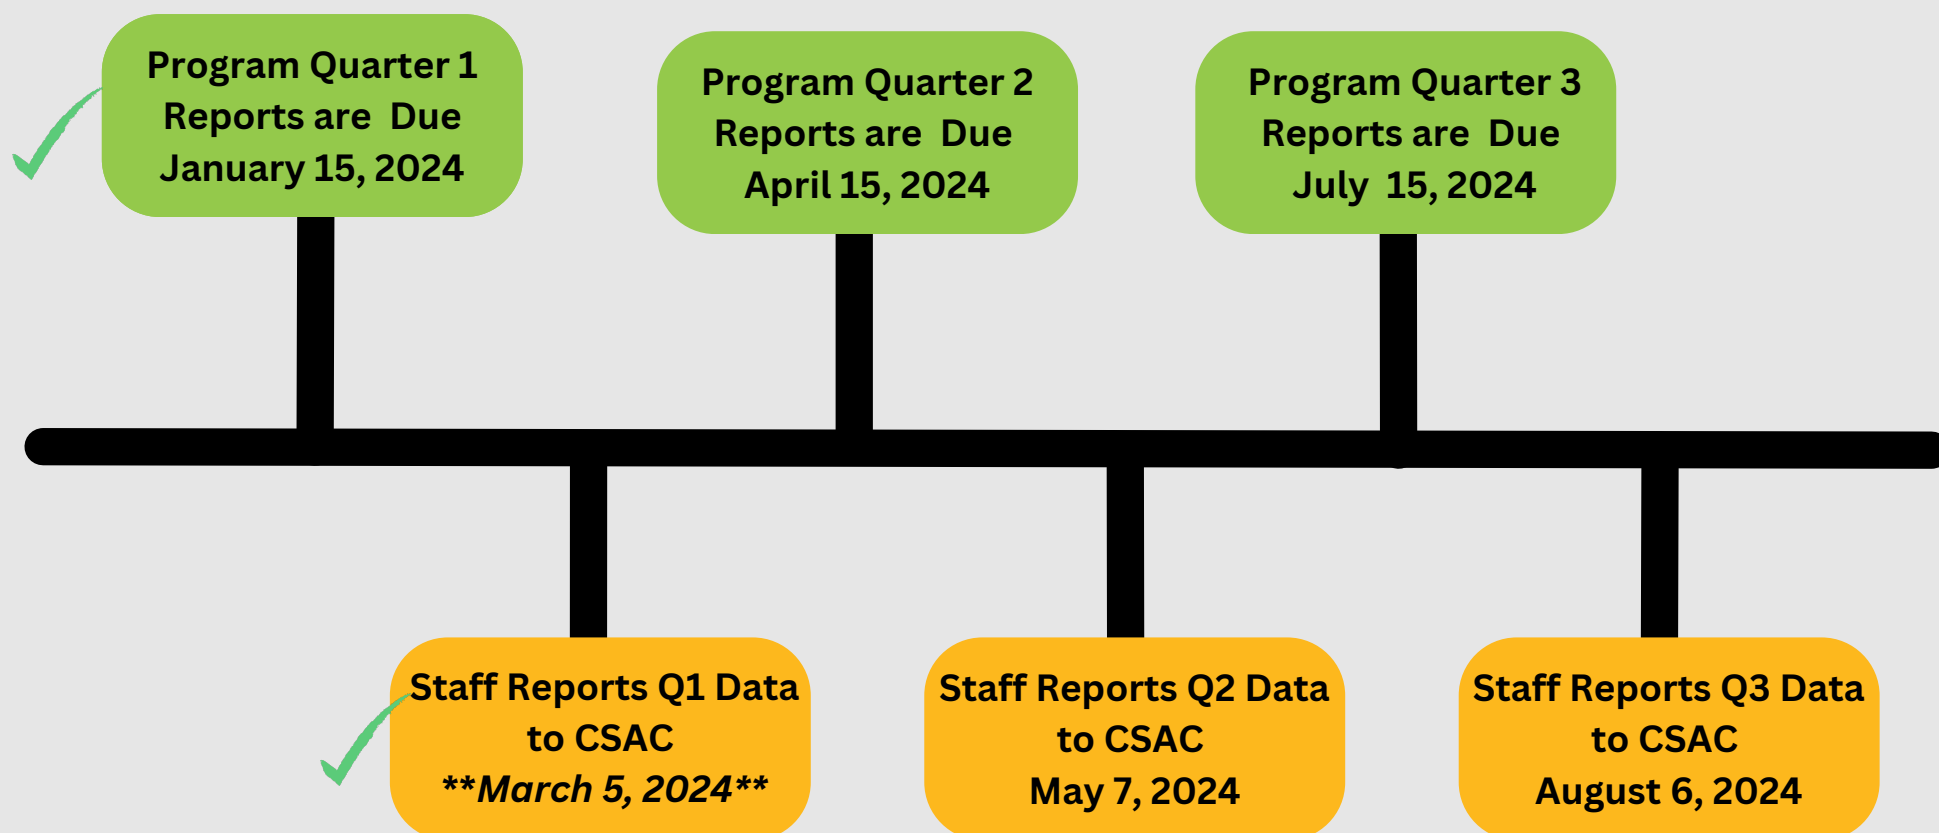 Program Quarter 1
Reports are  Due
January 15, 2024
Program Quarter 2
Reports are  Due
April 15, 2024
Program Quarter 3
Reports are  Due
July  15, 2024
Staff Reports Q1 Data
to CSAC
**March 5, 2024**
Staff Reports Q2 Data
to CSAC
May 7, 2024
Staff Reports Q3 Data
to CSAC
August 6, 2024